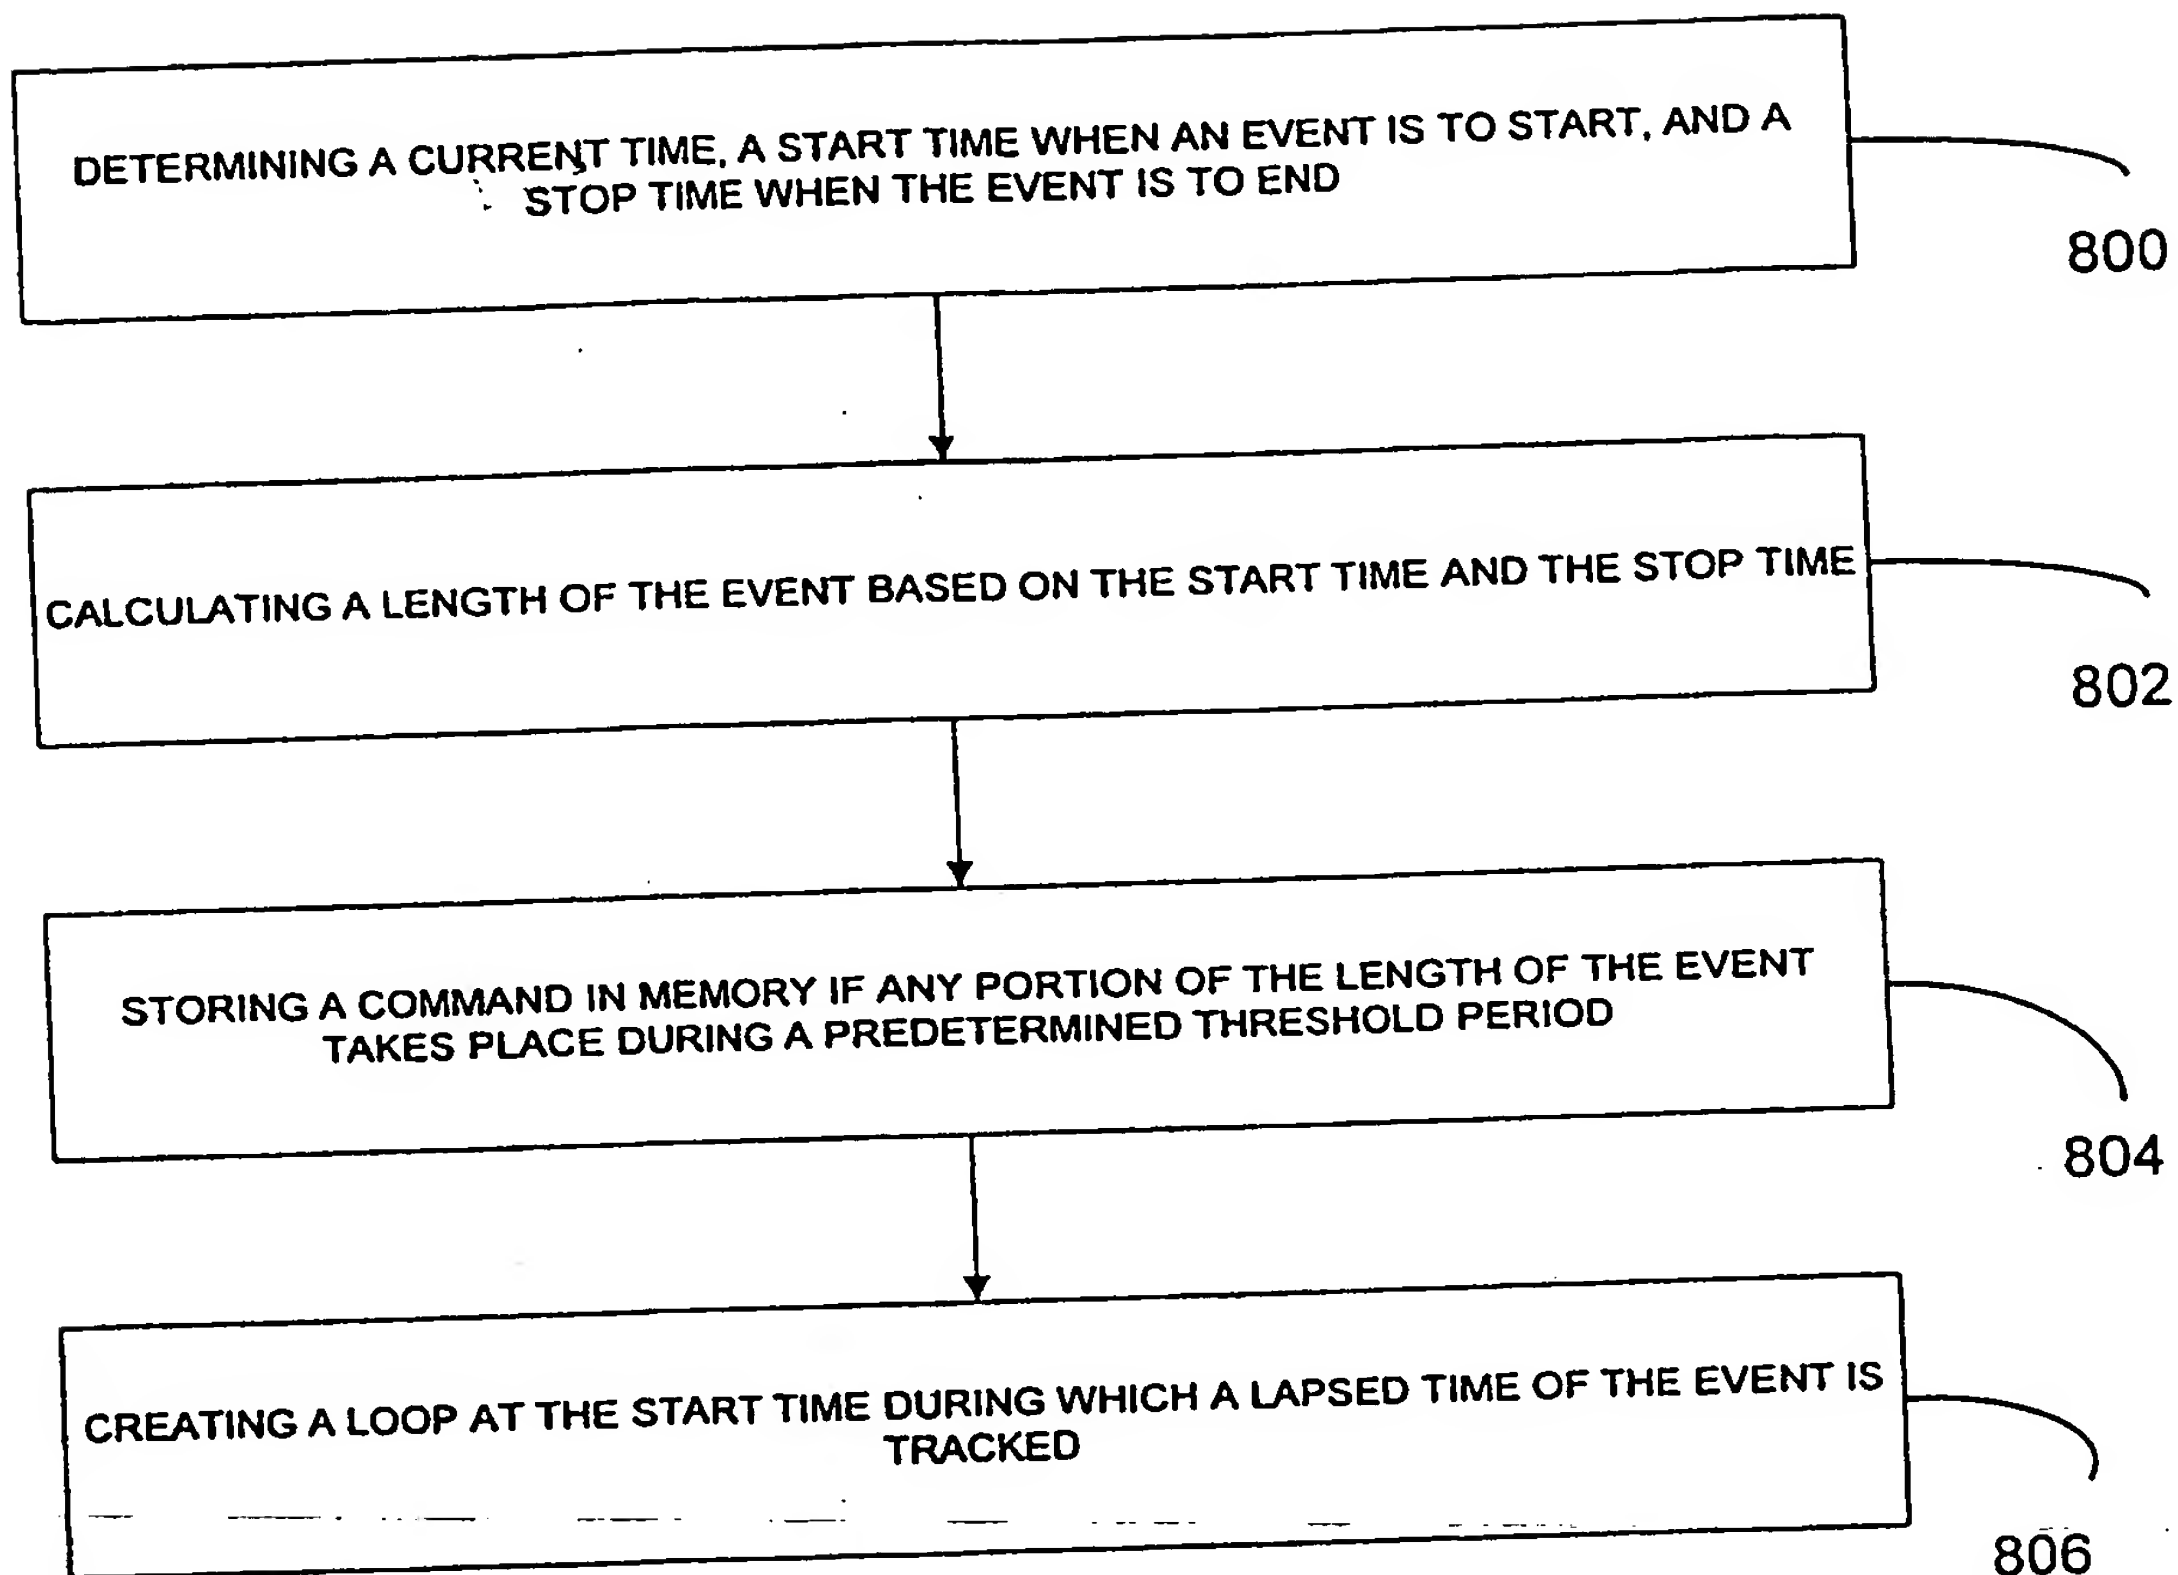 DETERMINING A CURRENT TIME, A START TIME WHEN AN EVENT IS TO START, AND A
STOP TIME WHEN THE EVENT IS TO END
800
CALCULATING A LENGTH OF THE EVENT BASED ON THE START TIME AND THE STOP TIME
802
STORING A COMMAND IN MEMORY IF ANY PORTION OF THE LENGTH OF THE EVENT
TAKES PLACE DURING A PREDETERMINED THRESHOLD PERIOD
804
CREATING A LOOP AT THE START TIME DURING WHICH A LAPSED TIME OF THE EVENT IS
TRACKED
806